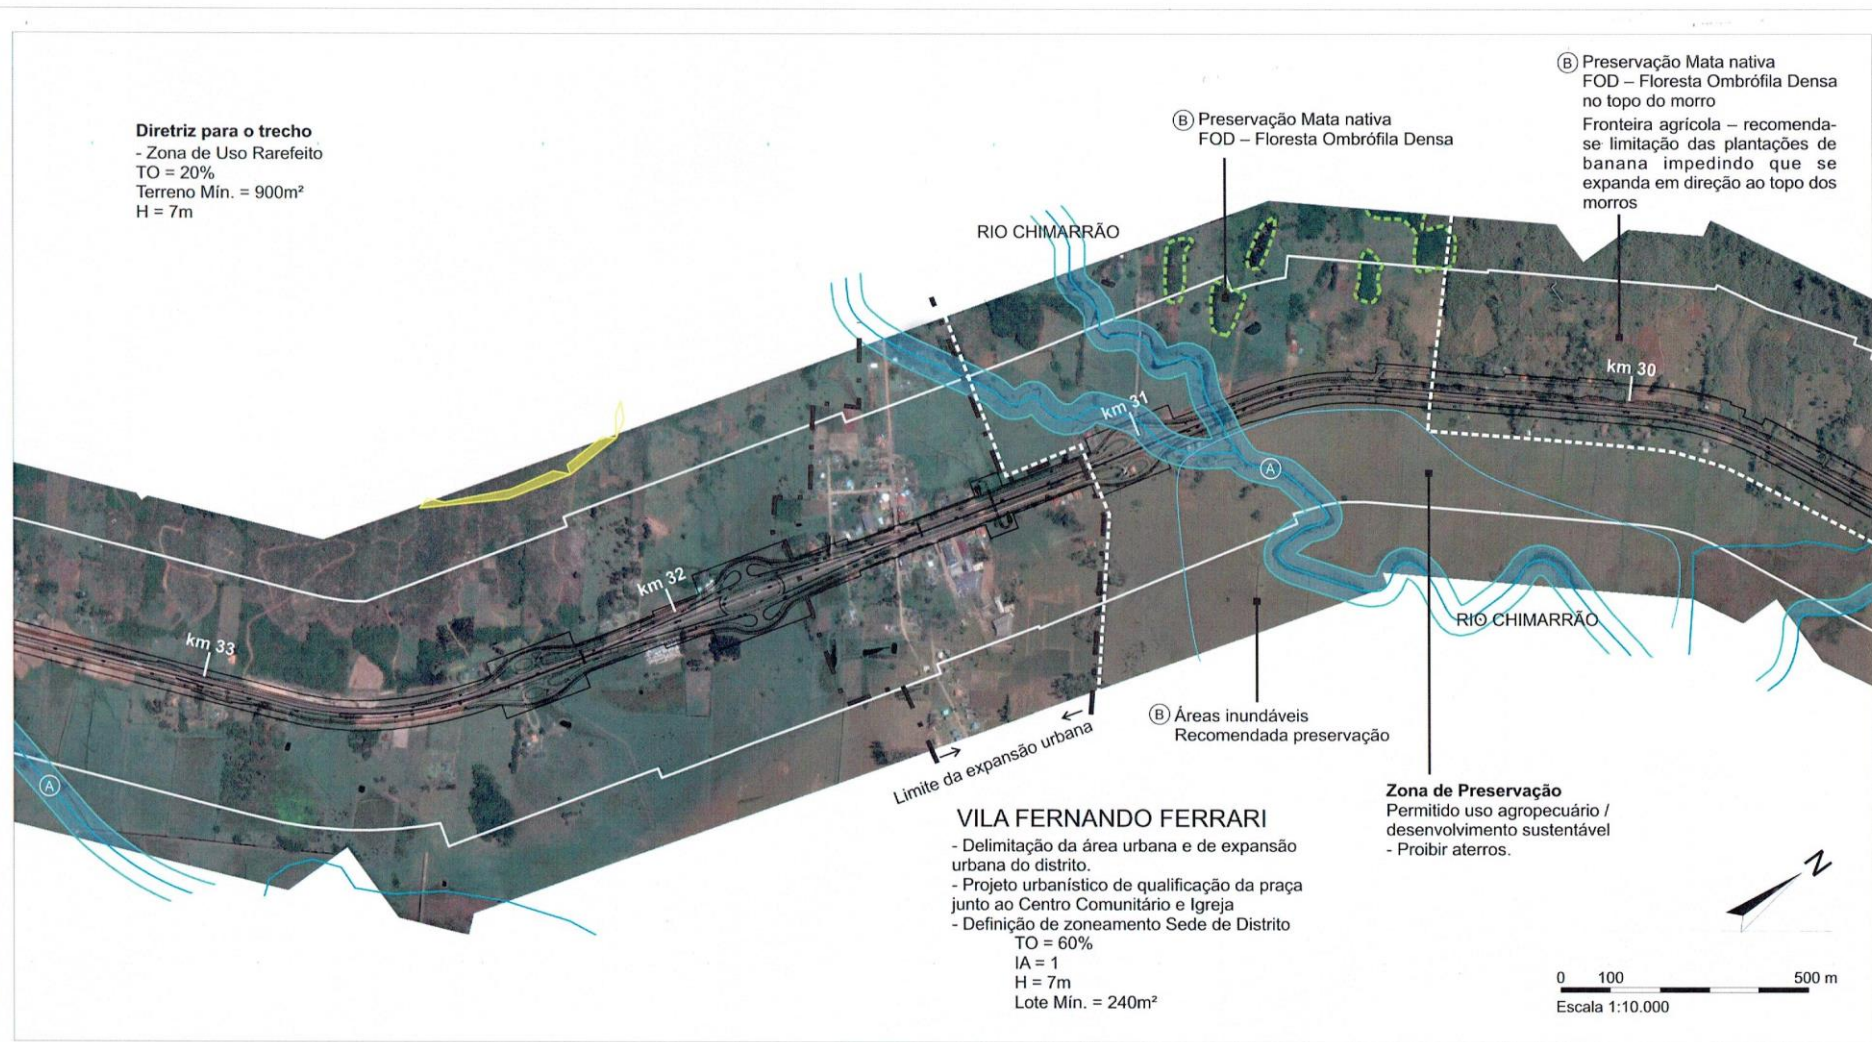 Diretriz para o trecho
- Zona de Uso Rarefeito
TO = 20%
Terreno Mín. = 900m²
H = 7m
Ⓑ Preservação Mata nativa
FOD – Floresta Ombrófila Densa
Ⓑ Preservação Mata nativa
FOD – Floresta Ombrófila Densa
no topo do morro
Fronteira agrícola – recomenda-
se limitação das plantações de
banana impedindo que se
expanda em direção ao topo dos
morros
RIO CHIMARRÃO
km 30
km 31
Ⓐ
km 32
km 33
RIO CHIMARRÃO
Ⓐ
Limite da expansão urbana
Ⓑ Áreas inundáveis
Recomendada preservação
Zona de Preservação
Permitido uso agropecuário /
desenvolvimento sustentável
- Proibir aterros.
VILA FERNANDO FERRARI
- Delimitação da área urbana e de expansão
urbana do distrito.
- Projeto urbanístico de qualificação da praça
junto ao Centro Comunitário e Igreja
- Definição de zoneamento Sede de Distrito
TO = 60%
IA = 1
H = 7m
Lote Mín. = 240m²
N
0 100 500 m
Escala 1:10.000